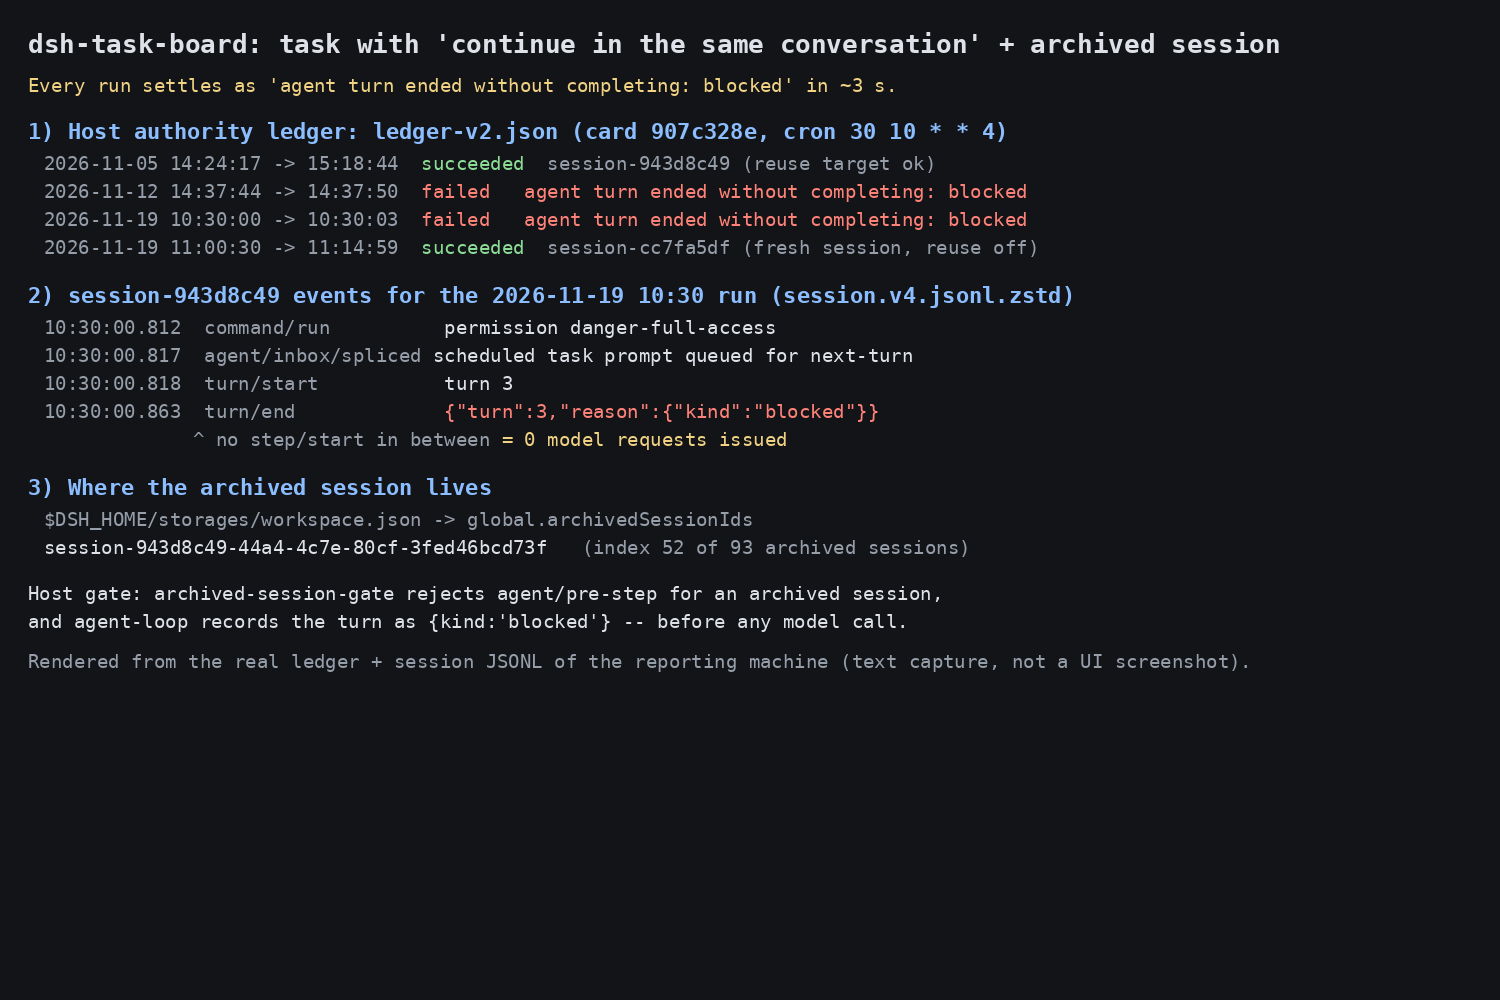 dsh-task-board: task with 'continue in the same conversation' + archived session
Every run settles as 'agent turn ended without completing: blocked' in ~3 s.
1) Host authority ledger: ledger-v2.json (card 907c328e, cron 30 10 * * 4)
2026-11-05 14:24:17 -> 15:18:44 succeeded session-943d8c49 (reuse target ok)
2026-11-12 14:37:44 -> 14:37:50 failed agent turn ended without completing: blocked
2026-11-19 10:30:00 -> 10:30:03 failed agent turn ended without completing: blocked
2026-11-19 11:00:30 -> 11:14:59 succeeded session-cc7fa5df (fresh session, reuse off)
2) session-943d8c49 events for the 2026-11-19 10:30 run (session.v4.jsonl.zstd)
10:30:00.812 command/run permission danger-full-access
10:30:00.817 agent/inbox/spliced scheduled task prompt queued for next-turn
10:30:00.818 turn/start turn 3
10:30:00.863 turn/end {"turn":3,"reason":{"kind":"blocked"}}
^ no step/start in between = 0 model requests issued
3) Where the archived session lives
$DSH_HOME/storages/workspace.json -> global.archivedSessionIds
session-943d8c49-44a4-4c7e-80cf-3fed46bcd73f (index 52 of 93 archived sessions)
Host gate: archived-session-gate rejects agent/pre-step for an archived session,
and agent-loop records the turn as {kind:'blocked'} -- before any model call.
Rendered from the real ledger + session JSONL of the reporting machine (text capture, not a UI screenshot).